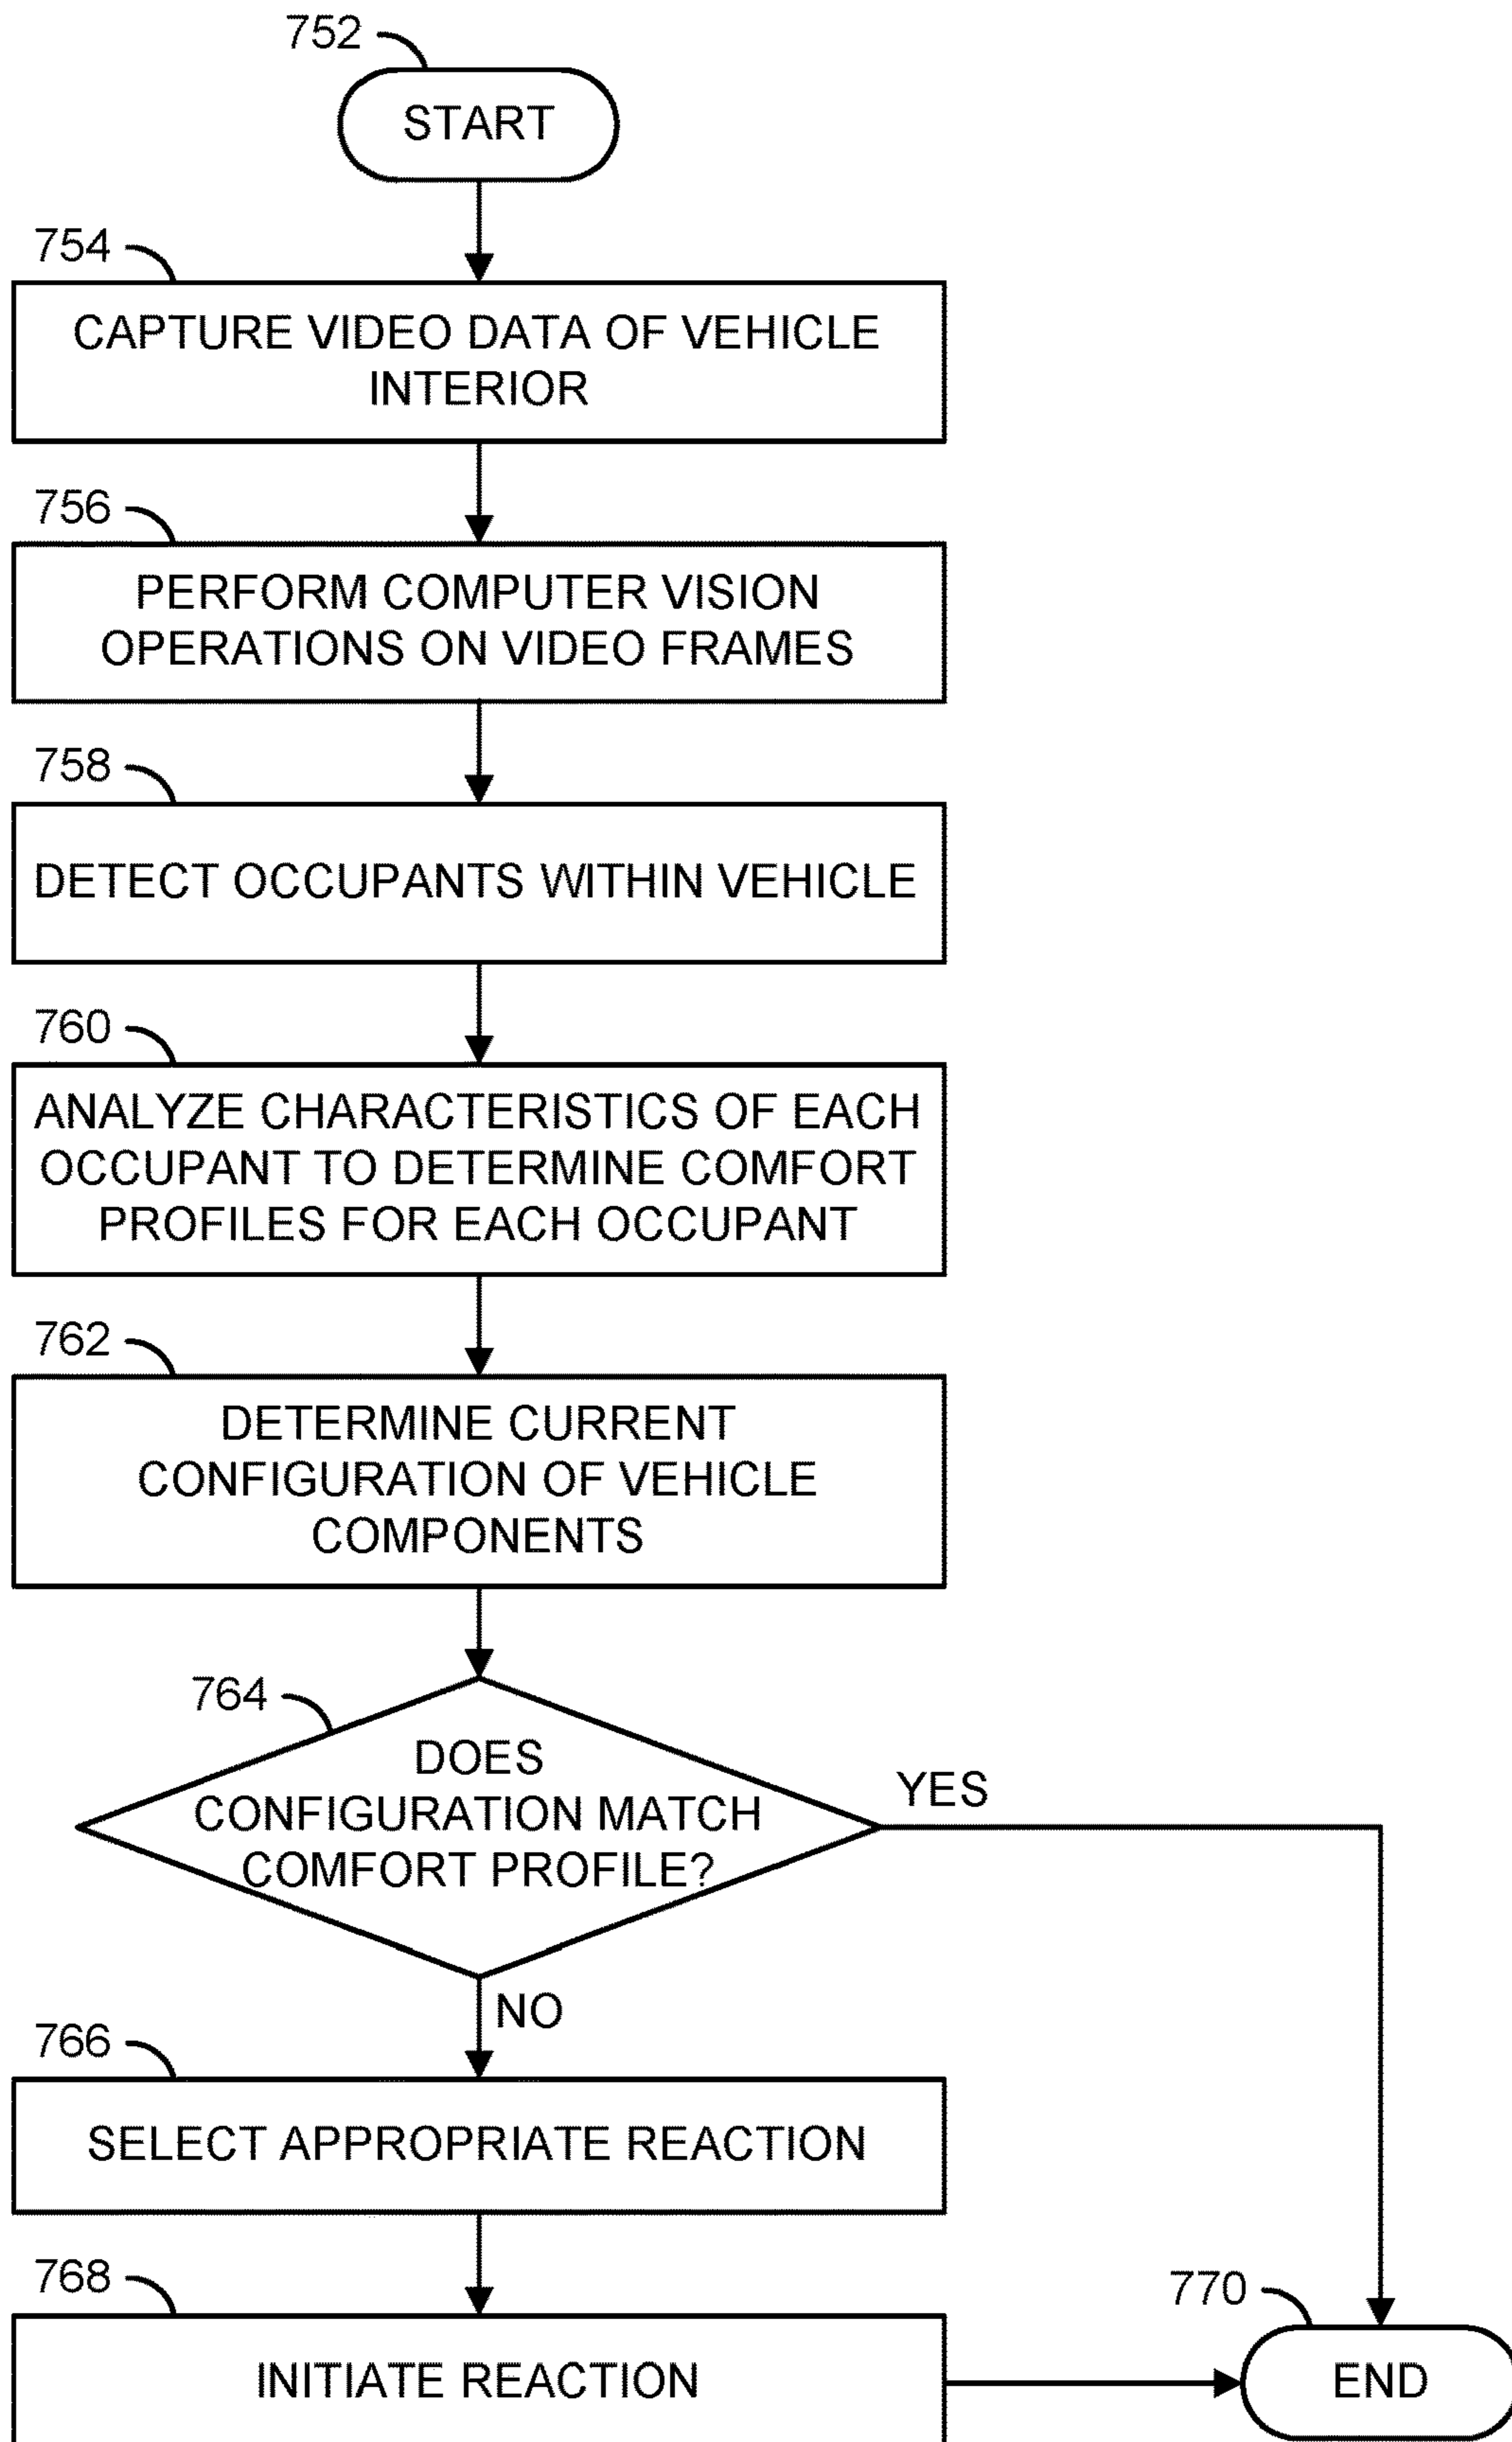 752
START
754
CAPTURE VIDEO DATA OF VEHICLE
INTERIOR
756
PERFORM COMPUTER VISION
OPERATIONS ON VIDEO FRAMES
758
DETECT OCCUPANTS WITHIN VEHICLE
760
ANALYZE CHARACTERISTICS OF EACH
OCCUPANT TO DETERMINE COMFORT
PROFILES FOR EACH OCCUPANT
762
DETERMINE CURRENT
CONFIGURATION OF VEHICLE
COMPONENTS
764
DOES
CONFIGURATION MATCH
COMFORT PROFILE?
YES
NO
766
SELECT APPROPRIATE REACTION
768
INITIATE REACTION
770
END